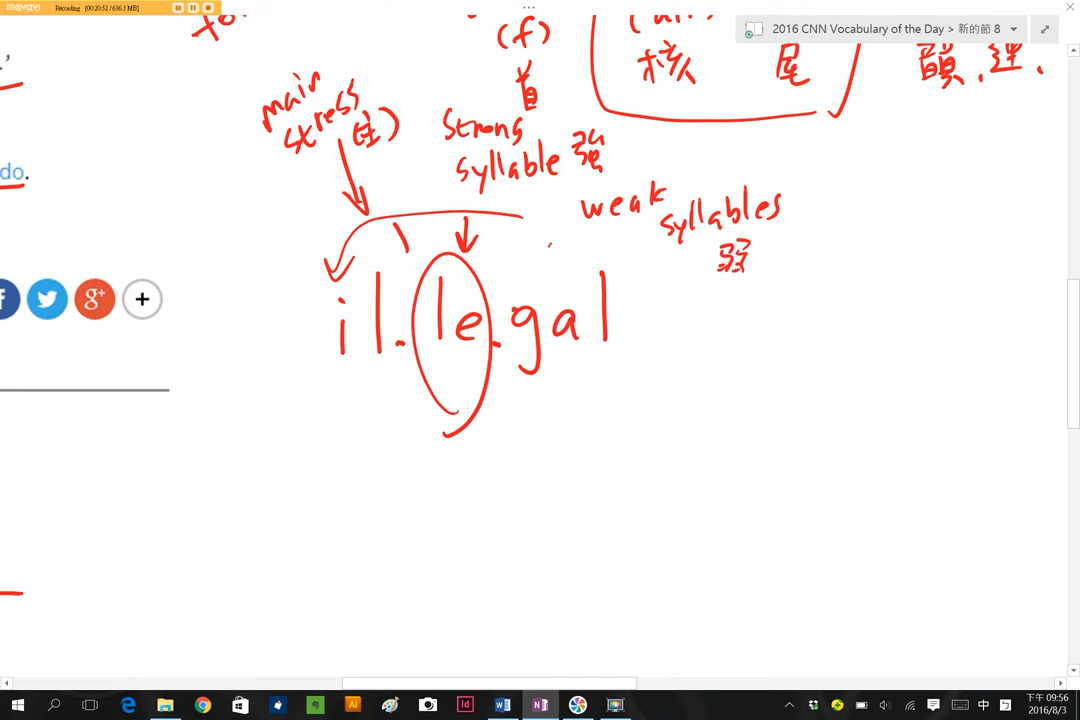 movavi Recording [00:20:52/636.3 MB]
2016 CNN Vocabulary of the Day > 新的節 8
(f)
首
核 尾
韻.
main
stress
(主)
strong
syllable 強
weak
syllables
弱
do.
g+
+
il.le.gal
中
下午 09:56
2016/8/3